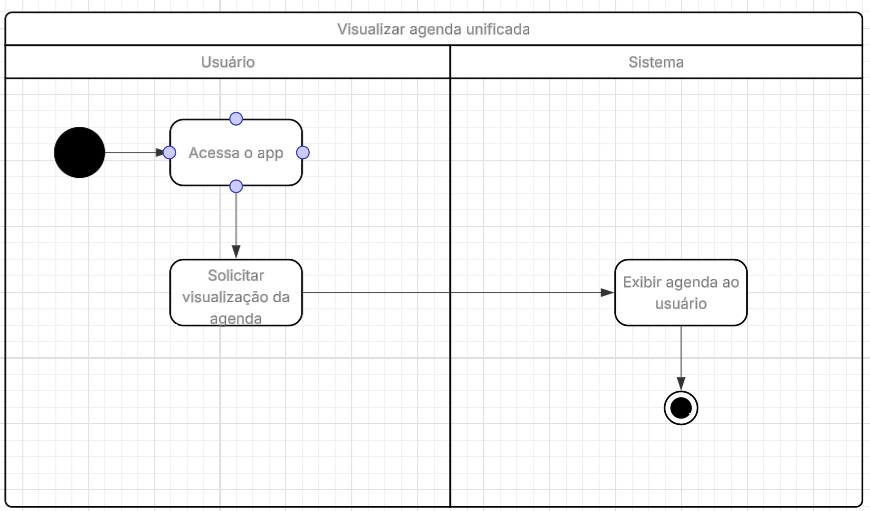 Visualizar agenda unificada
Usuário
Sistema
Acessa o app
Solicitar
visualização da
agenda
Exibir agenda ao
usuário